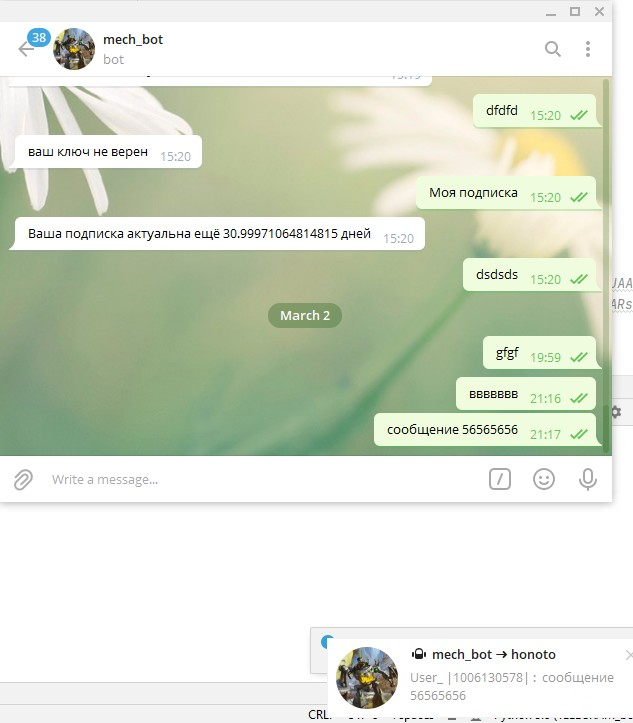 38
mech_bot
bot
dfdfd 15:20
ваш ключ не верен 15:20
Моя подписка 15:20
Ваша подписка актуальна ещё 30.99971064814815 дней 15:20
dsdsds 15:20
March 2
gfgf 19:59
ввввввв 21:16
сообщение 56565656 21:17
Write a message...
mech_bot → honoto
User_ |1006130578| : сообщение
56565656